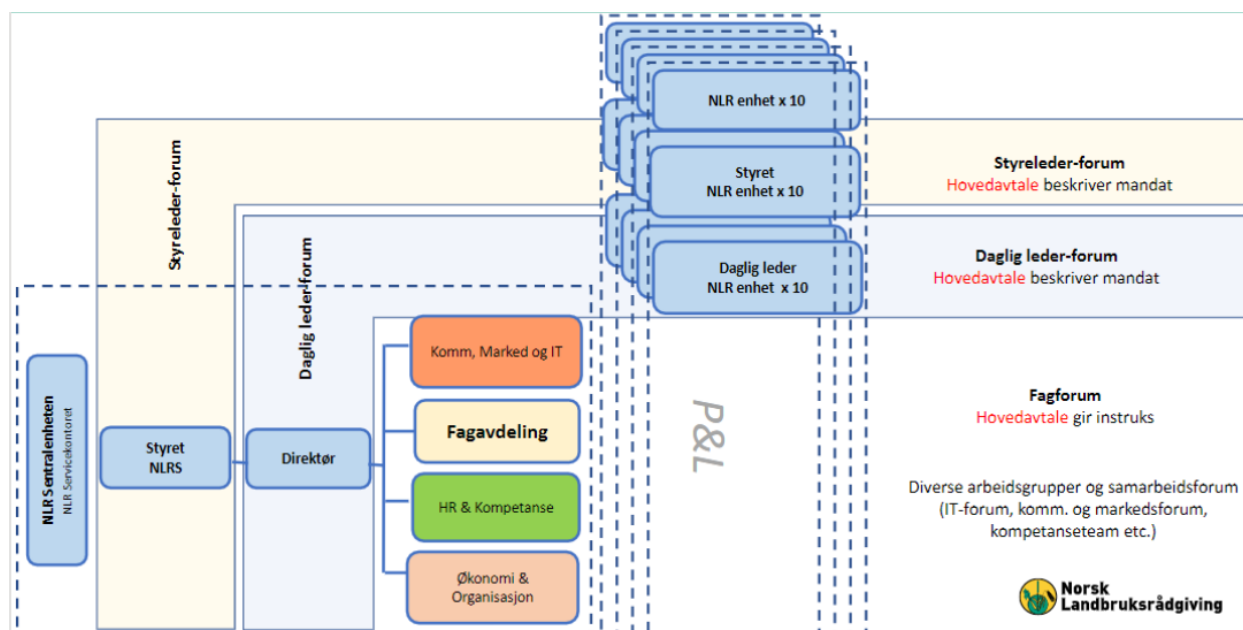 NLR enhet x 10
Styret
NLR enhet x 10
Daglig leder
NLR enhet x 10
Styreleder-forum
Hovedavtale beskriver mandat
Daglig leder-forum
Hovedavtale beskriver mandat
Styreleder-forum
Daglig leder-forum
NLR Sentralenheten
NLR Servicekontoret
Styret
NLRS
Direktør
Komm, Marked og IT
Fagavdeling
HR & Kompetanse
Økonomi &
Organisasjon
P&L
Fagforum
Hovedavtale gir instruks
Diverse arbeidsgrupper og samarbeidsforum
(IT-forum, komm. og markedsforum,
kompetanseteam etc.)
Norsk
Landbruksrådgiving